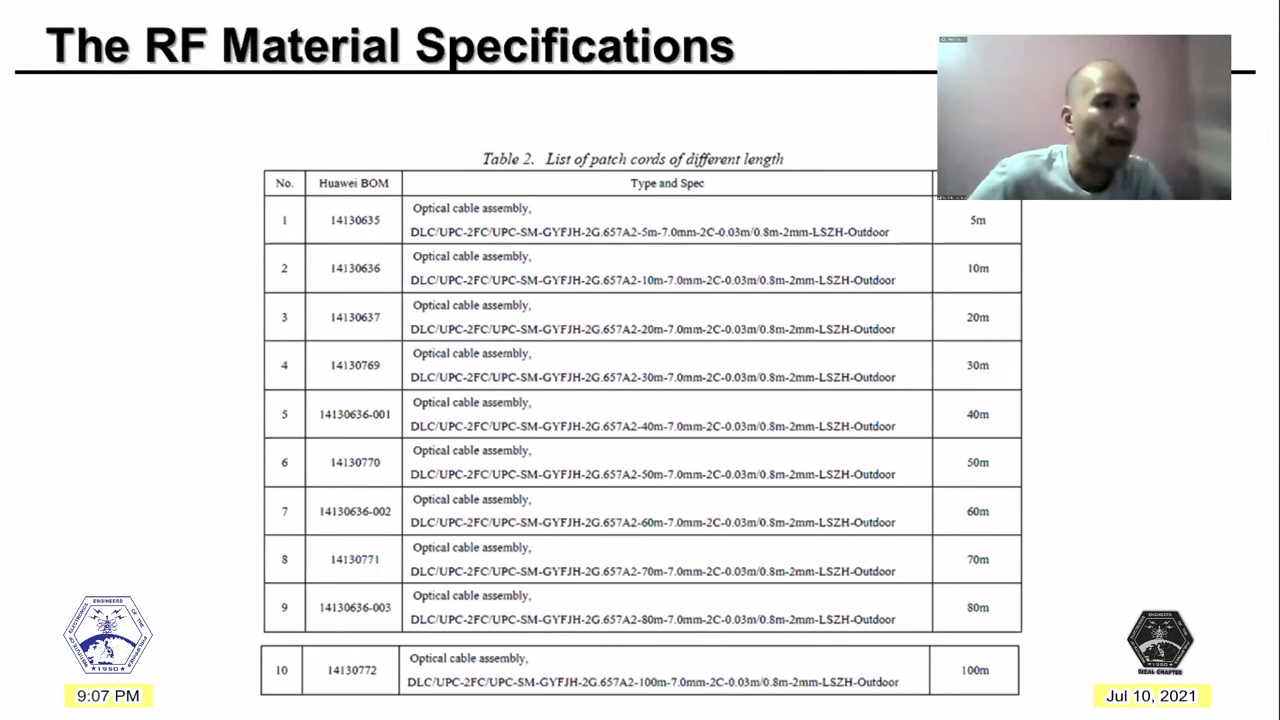 The RF Material Specifications
Table 2. List of patch cords of different length
No. Huawei BOM Type and Spec
1 14130635 Optical cable assembly,
DLC/UPC-2FC/UPC-SM-GYFJH-2G.657A2-5m-7.0mm-2C-0.03m/0.8m-2mm-LSZH-Outdoor 5m
2 14130636 Optical cable assembly,
DLC/UPC-2FC/UPC-SM-GYFJH-2G.657A2-10m-7.0mm-2C-0.03m/0.8m-2mm-LSZH-Outdoor 10m
3 14130637 Optical cable assembly,
DLC/UPC-2FC/UPC-SM-GYFJH-2G.657A2-20m-7.0mm-2C-0.03m/0.8m-2mm-LSZH-Outdoor 20m
4 14130769 Optical cable assembly,
DLC/UPC-2FC/UPC-SM-GYFJH-2G.657A2-30m-7.0mm-2C-0.03m/0.8m-2mm-LSZH-Outdoor 30m
5 14130636-001 Optical cable assembly,
DLC/UPC-2FC/UPC-SM-GYFJH-2G.657A2-40m-7.0mm-2C-0.03m/0.8m-2mm-LSZH-Outdoor 40m
6 14130770 Optical cable assembly,
DLC/UPC-2FC/UPC-SM-GYFJH-2G.657A2-50m-7.0mm-2C-0.03m/0.8m-2mm-LSZH-Outdoor 50m
7 14130636-002 Optical cable assembly,
DLC/UPC-2FC/UPC-SM-GYFJH-2G.657A2-60m-7.0mm-2C-0.03m/0.8m-2mm-LSZH-Outdoor 60m
8 14130771 Optical cable assembly,
DLC/UPC-2FC/UPC-SM-GYFJH-2G.657A2-70m-7.0mm-2C-0.03m/0.8m-2mm-LSZH-Outdoor 70m
9 14130636-003 Optical cable assembly,
DLC/UPC-2FC/UPC-SM-GYFJH-2G.657A2-80m-7.0mm-2C-0.03m/0.8m-2mm-LSZH-Outdoor 80m
10 14130772 Optical cable assembly,
DLC/UPC-2FC/UPC-SM-GYFJH-2G.657A2-100m-7.0mm-2C-0.03m/0.8m-2mm-LSZH-Outdoor 100m
INSTITUTE OF ELECTRONICS ENGINEERS OF THE PHILIPPINES
1950
9:07 PM
ENGINEERS OF THE
1950
RIZAL CHAPTER
Jul 10, 2021